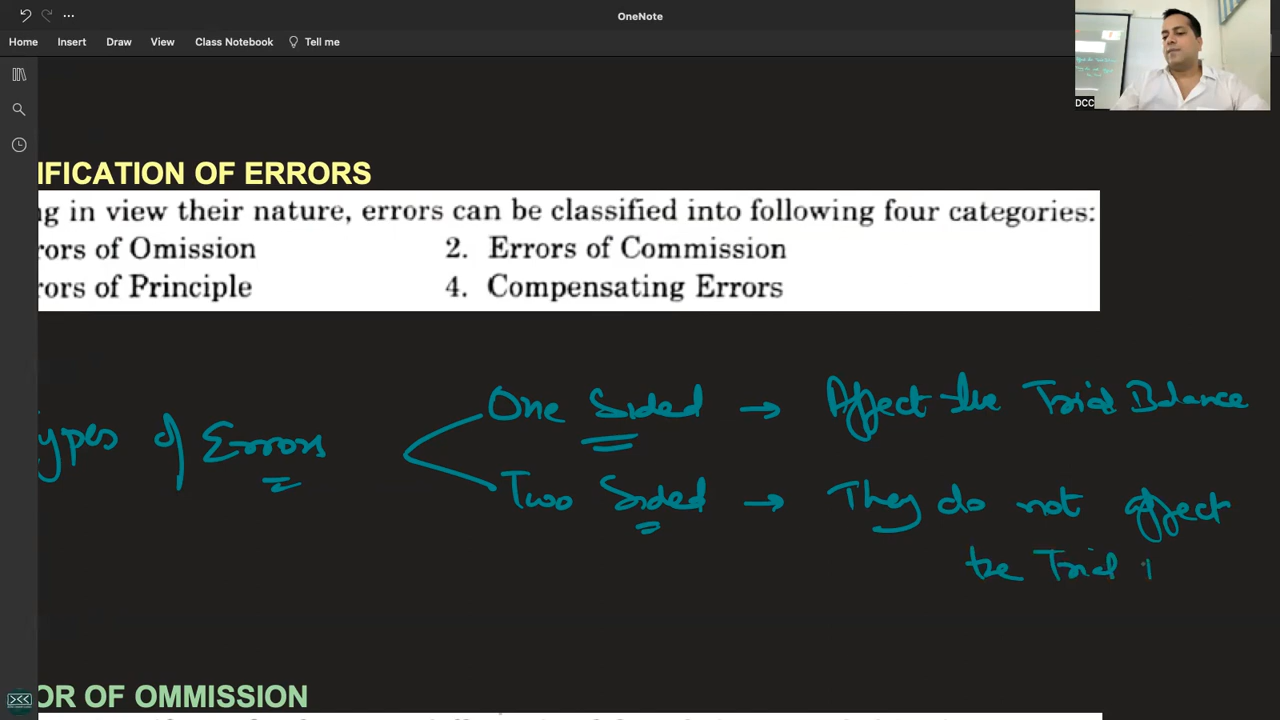 OneNote
Home Insert Draw View Class Notebook Tell me
DCC
IFICATION OF ERRORS
ng in view their nature, errors can be classified into following four categories:
rors of Omission 2. Errors of Commission
rors of Principle 4. Compensating Errors
One Sided → Affect the Trial Balance
ypes of Errors
Two Sided → They do not affect
the Trial
OR OF OMMISSION